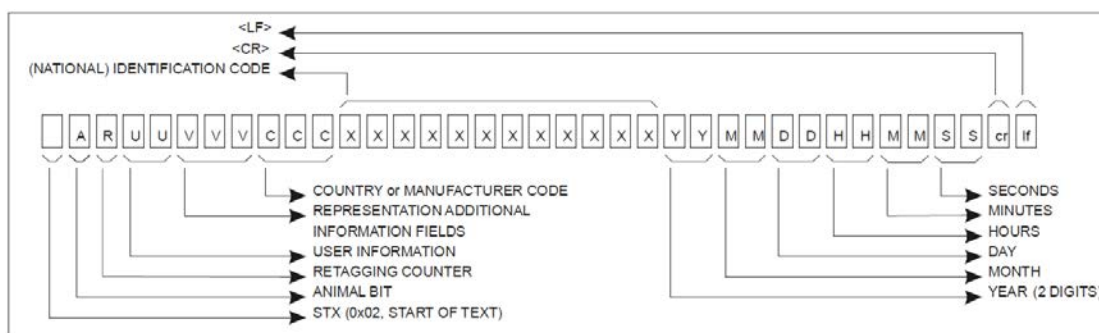 <LF>
<CR>
(NATIONAL) IDENTIFICATION CODE
A R U U V V V C C C X X X X X X X X X X X X Y Y M M D D H H M M S S cr lf
COUNTRY or MANUFACTURER CODE
REPRESENTATION ADDITIONAL
INFORMATION FIELDS
USER INFORMATION
RETAGGING COUNTER
ANIMAL BIT
STX (0x02, START OF TEXT)
SECONDS
MINUTES
HOURS
DAY
MONTH
YEAR (2 DIGITS)